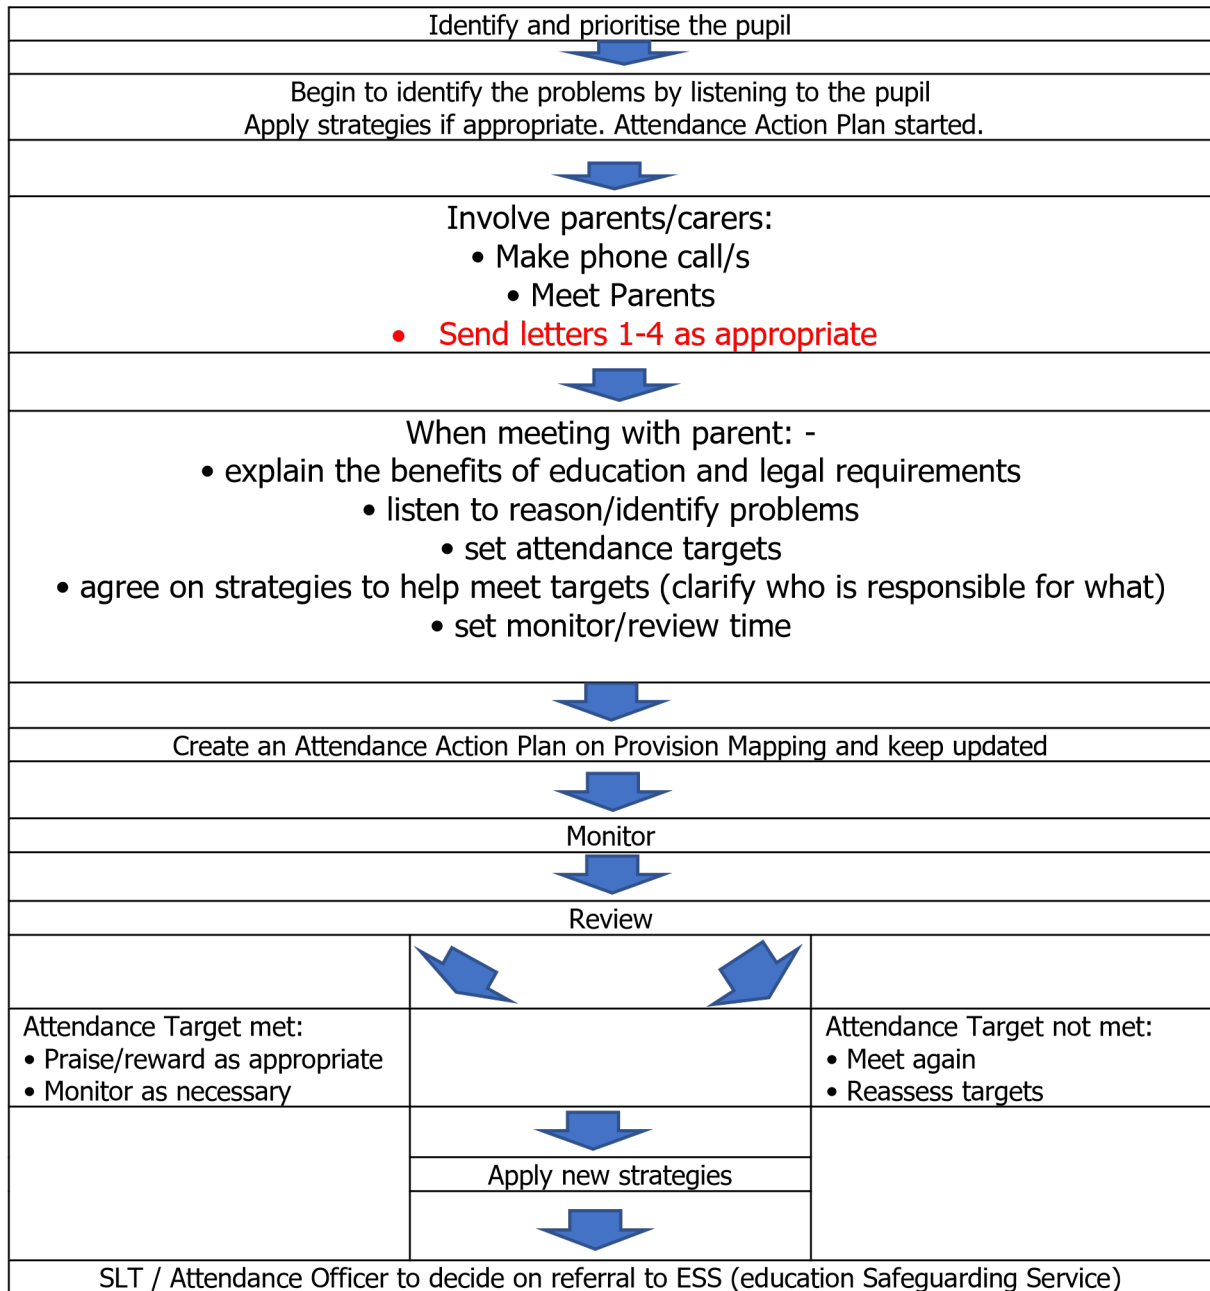 Identify and prioritise the pupil
Begin to identify the problems by listening to the pupil
Apply strategies if appropriate. Attendance Action Plan started.
Involve parents/carers:
• Make phone call/s
• Meet Parents
• Send letters 1-4 as appropriate
When meeting with parent: -
• explain the benefits of education and legal requirements
• listen to reason/identify problems
• set attendance targets
• agree on strategies to help meet targets (clarify who is responsible for what)
• set monitor/review time
Create an Attendance Action Plan on Provision Mapping and keep updated
Monitor
Review
Attendance Target met:
• Praise/reward as appropriate
• Monitor as necessary
Attendance Target not met:
• Meet again
• Reassess targets
Apply new strategies
SLT / Attendance Officer to decide on referral to ESS (education Safeguarding Service)